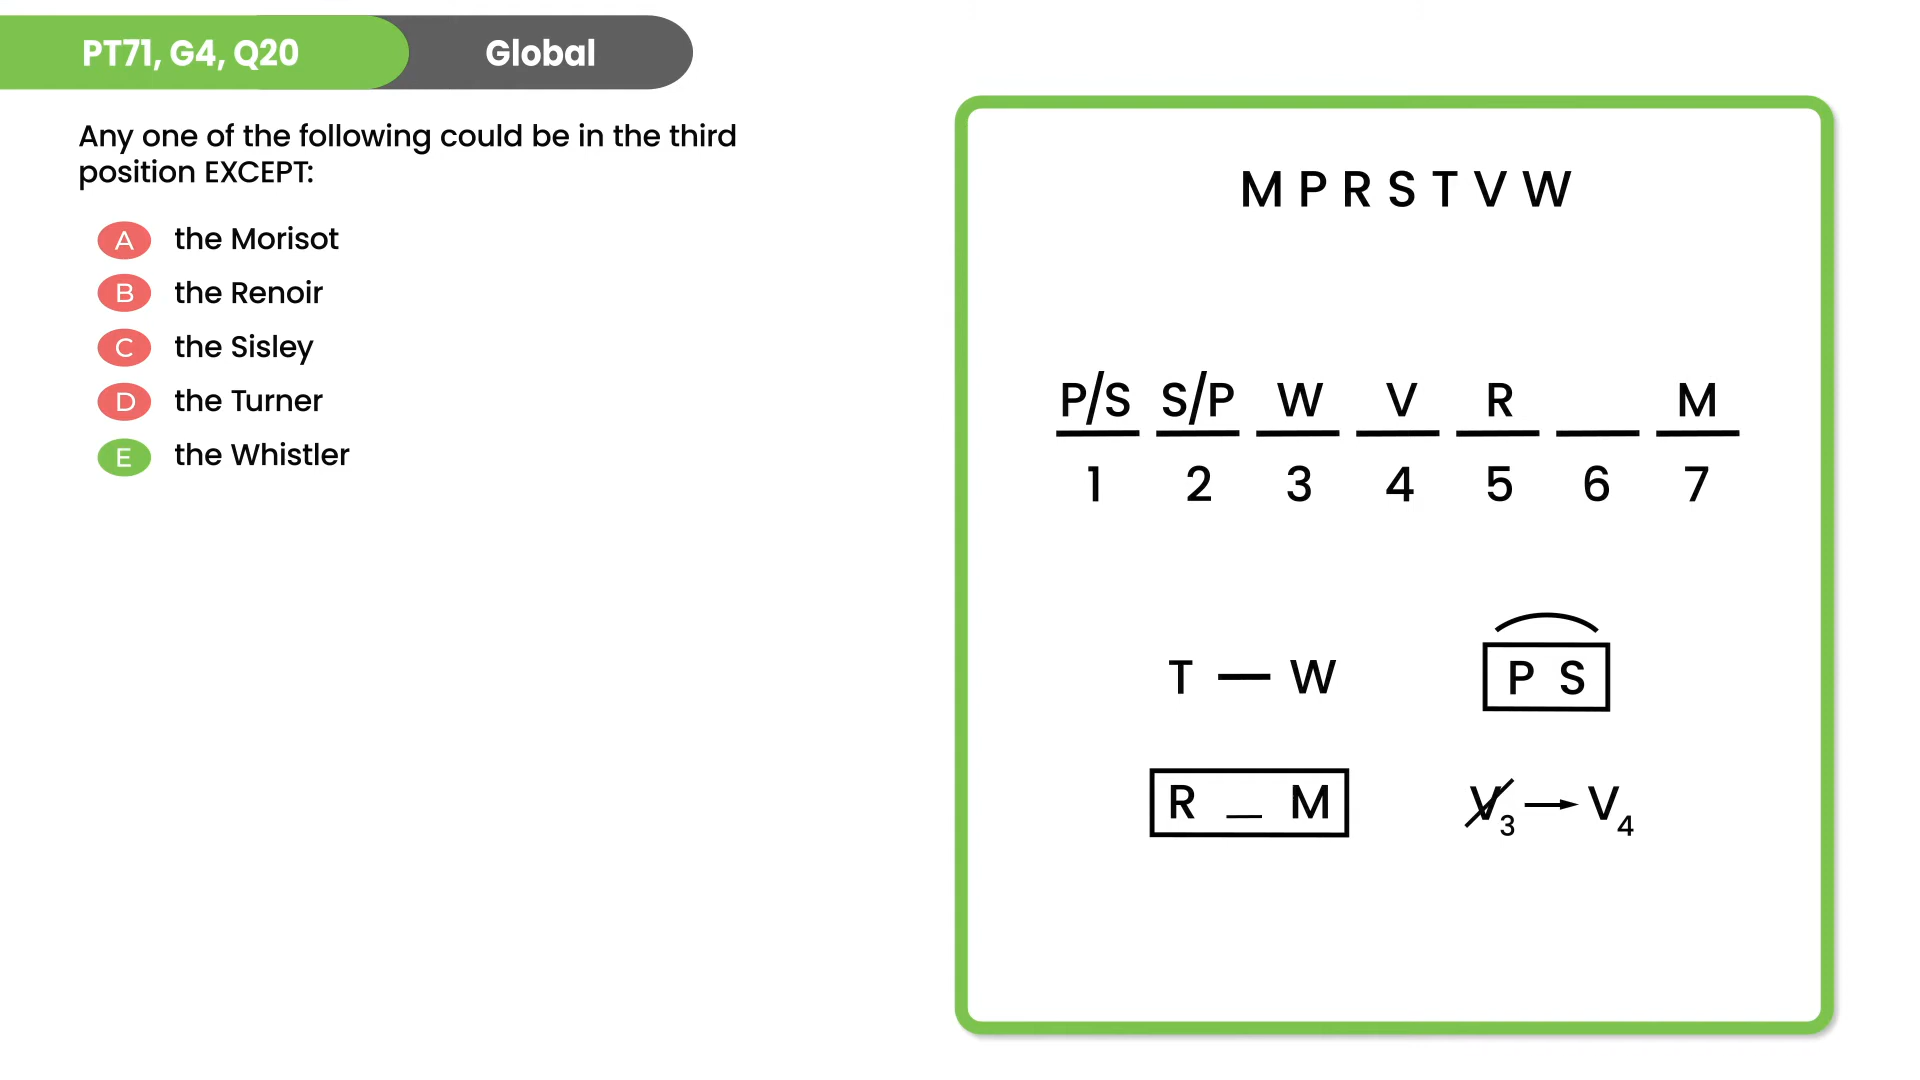 PT71, G4, Q20
Global
Any one of the following could be in the third
position EXCEPT:
A the Morisot
B the Renoir
C the Sisley
D the Turner
E the Whistler
M P R S T V W
P/S S/P W V R __ M
1 2 3 4 5 6 7
T — W
P S
R _ M
V3 → V4